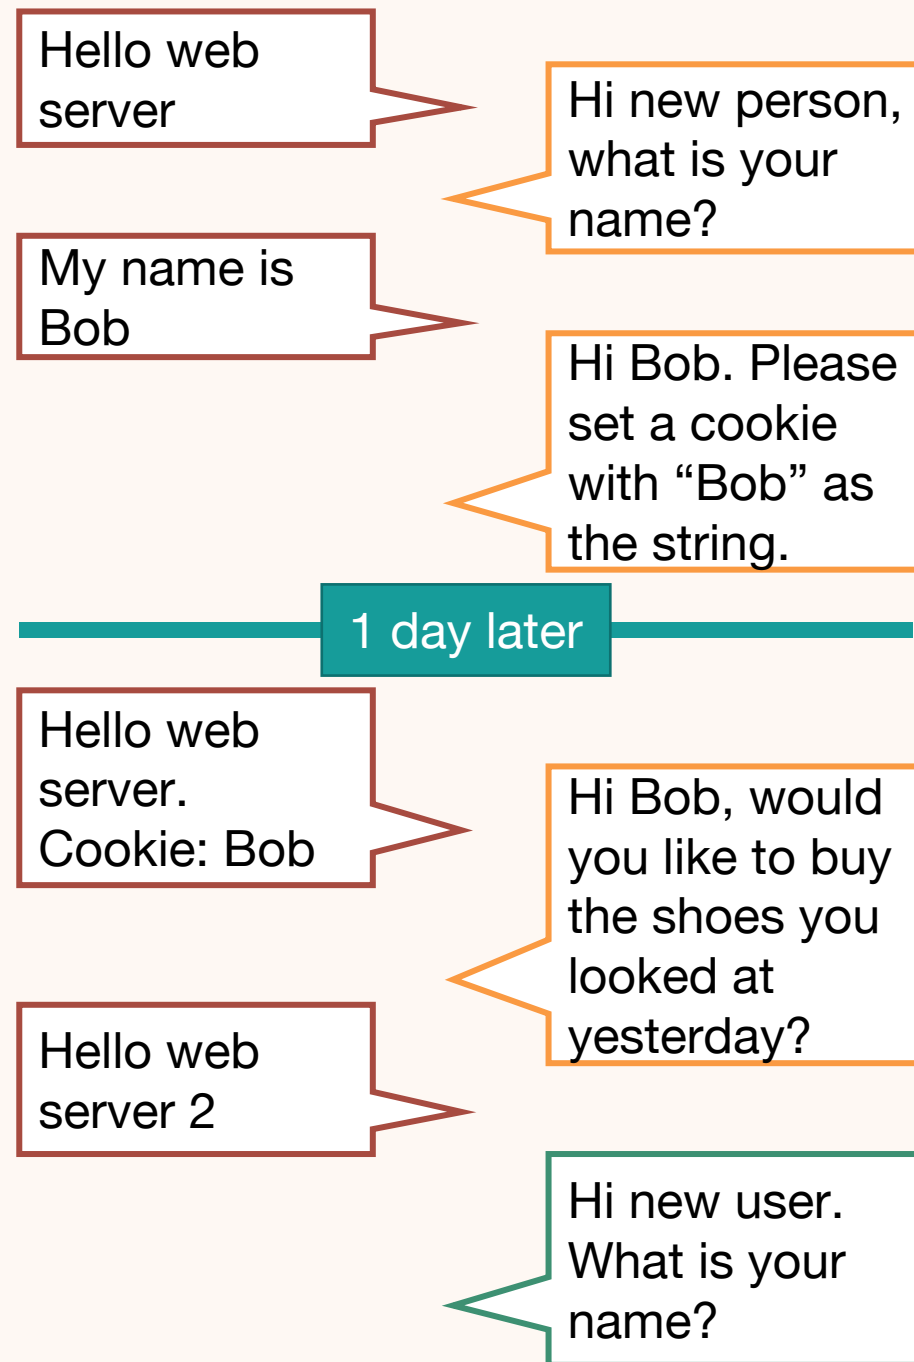 Hello web
server
Hi new person,
what is your
name?
My name is
Bob
Hi Bob. Please
set a cookie
with “Bob” as
the string.
1 day later
Hello web
server.
Cookie: Bob
Hi Bob, would
you like to buy
the shoes you
looked at
yesterday?
Hello web
server 2
Hi new user.
What is your
name?